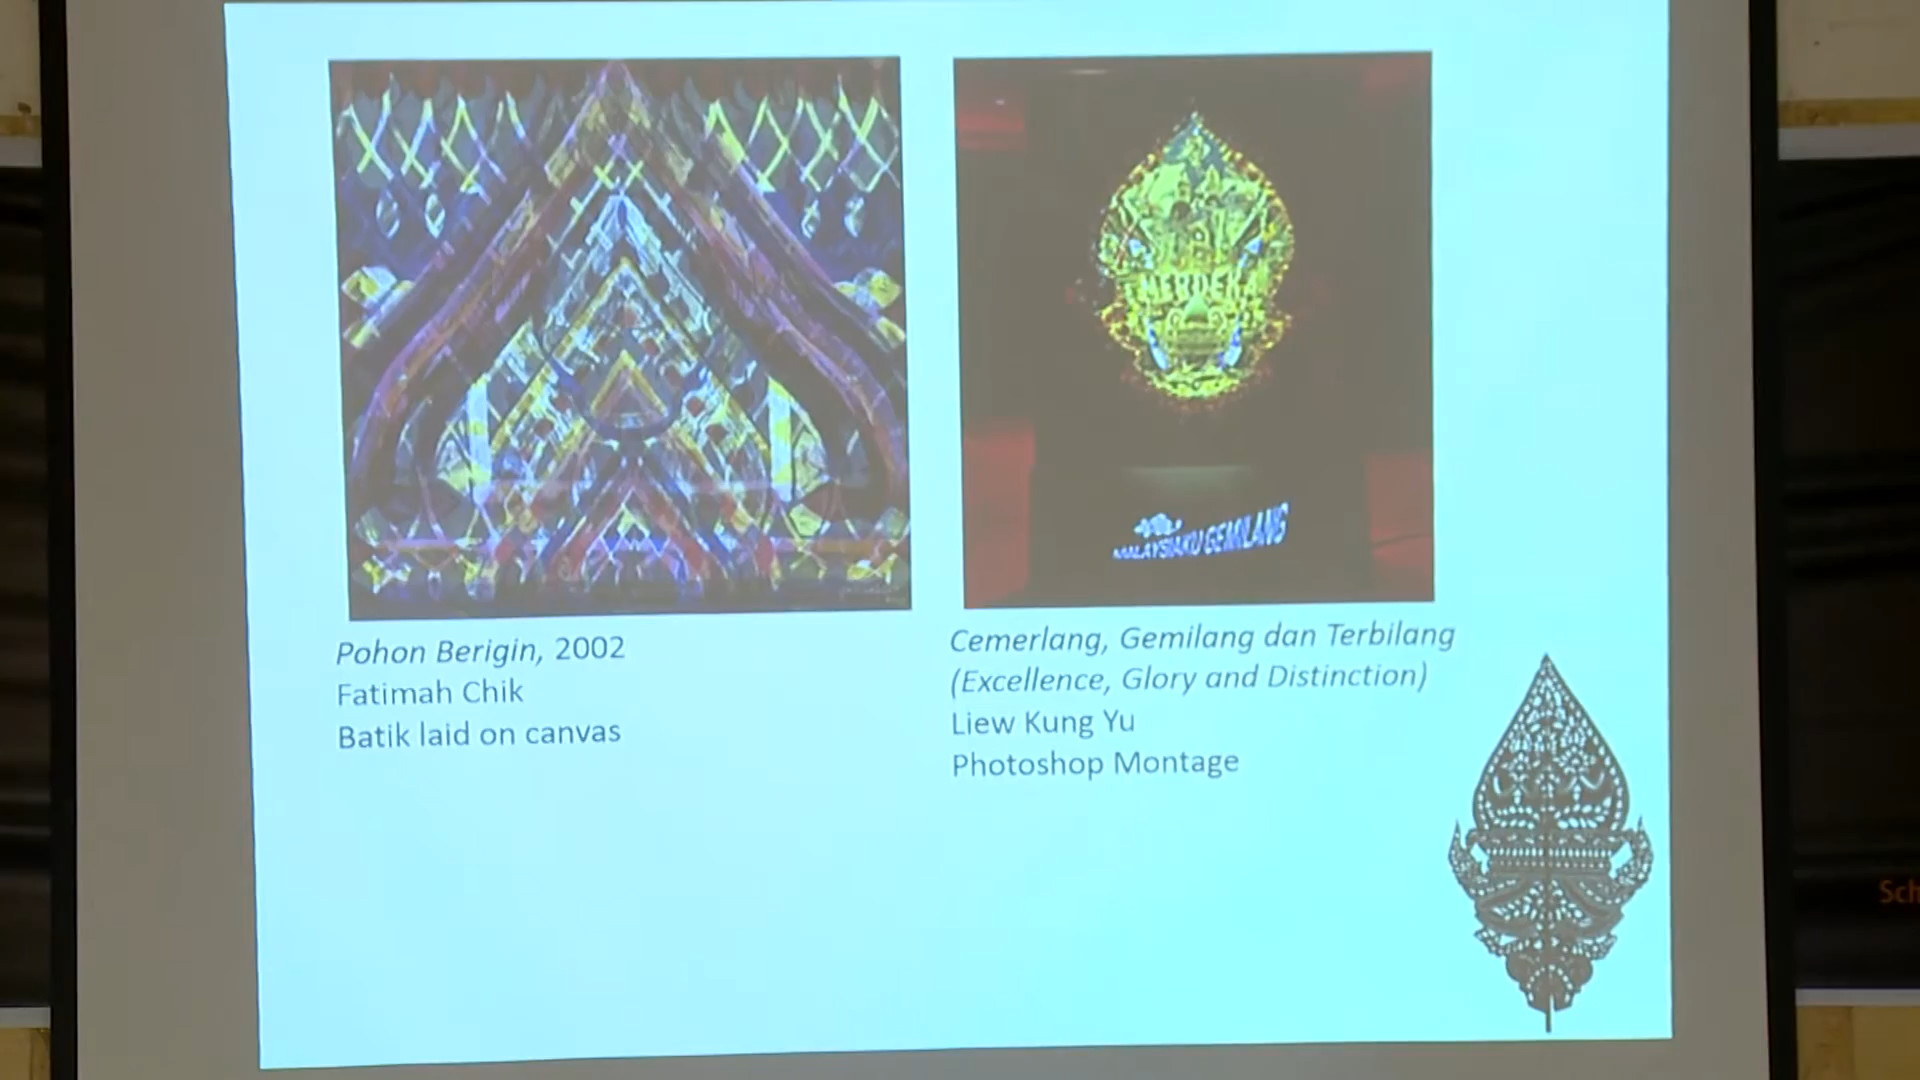 MERDEKA
MALAYSIAKU GEMILANG
Pohon Berigin, 2002
Fatimah Chik
Batik laid on canvas
Cemerlang, Gemilang dan Terbilang
(Excellence, Glory and Distinction)
Liew Kung Yu
Photoshop Montage
Sch